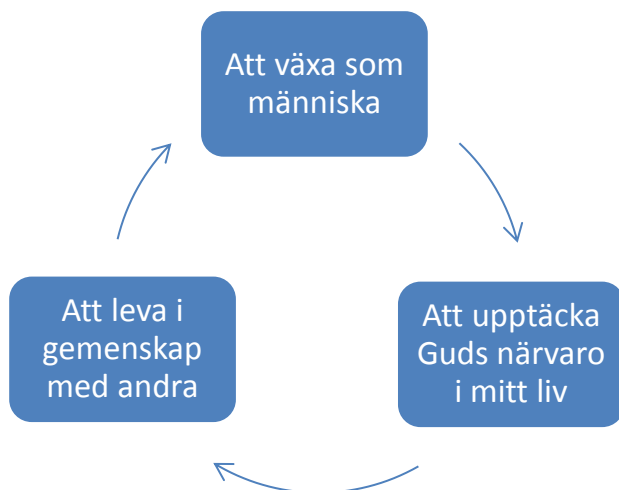 Att växa som
människa
Att leva i
gemenskap
med andra
Att upptäcka
Guds närvaro
i mitt liv